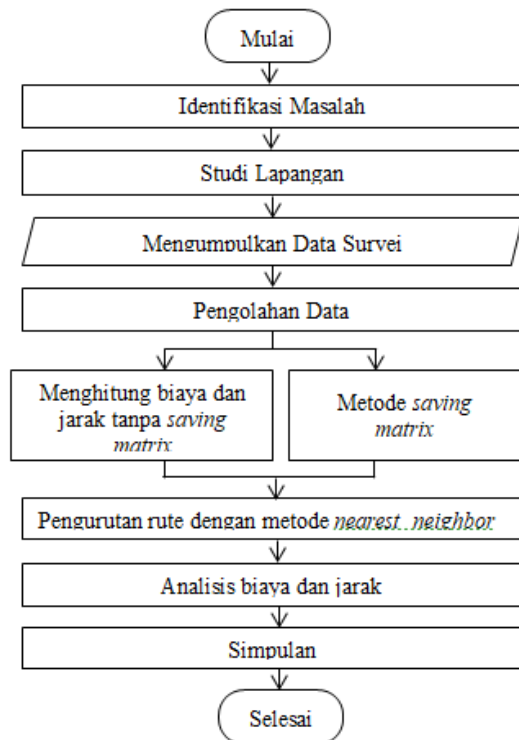 Mulai
Identifikasi Masalah
Studi Lapangan
Mengumpulkan Data Survei
Pengolahan Data
Menghitung biaya dan
jarak tanpa saving
matrix
Metode saving
matrix
Pengurutan rute dengan metode nearest neighbor
Analisis biaya dan jarak
Simpulan
Selesai